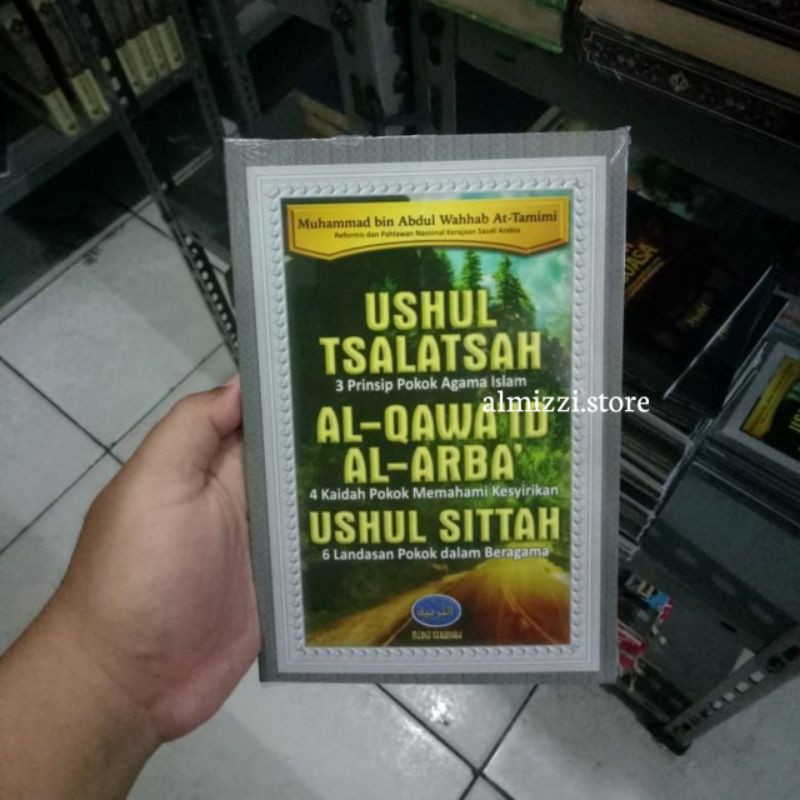 Muhammad bin Abdul Wahhab At-Tamimi
Reformis dan Pahlawan Nasional Kerajaan Saudi Arabia
USHUL
TSALATSAH
3 Prinsip Pokok Agama Islam
almizzi.store
AL-QAWA'ID
AL-ARBA'
4 Kaidah Pokok Memahami Kesyirikan
USHUL SITTAH
6 Landasan Pokok dalam Beragama
التربية